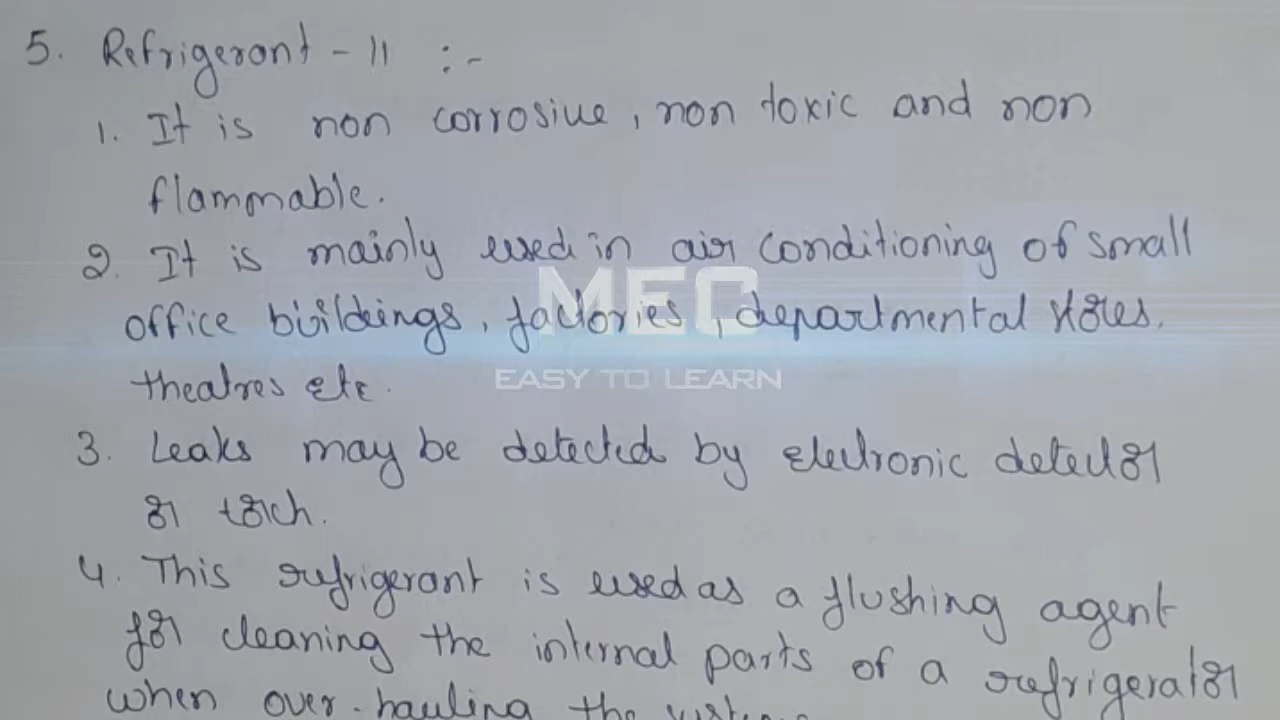 5. Refrigerant - 11 :-
1. It is non corrosive, non toxic and non
flammable.
2. It is mainly used in air conditioning of small
office buildings, factories, departmental stores.
theatres etc.
MEC
EASY TO LEARN
3. Leaks may be detected by electronic detector
or torch.
4. This refrigerant is used as a flushing agent
for cleaning the internal parts of a refrigerator
when over-hauling the systems